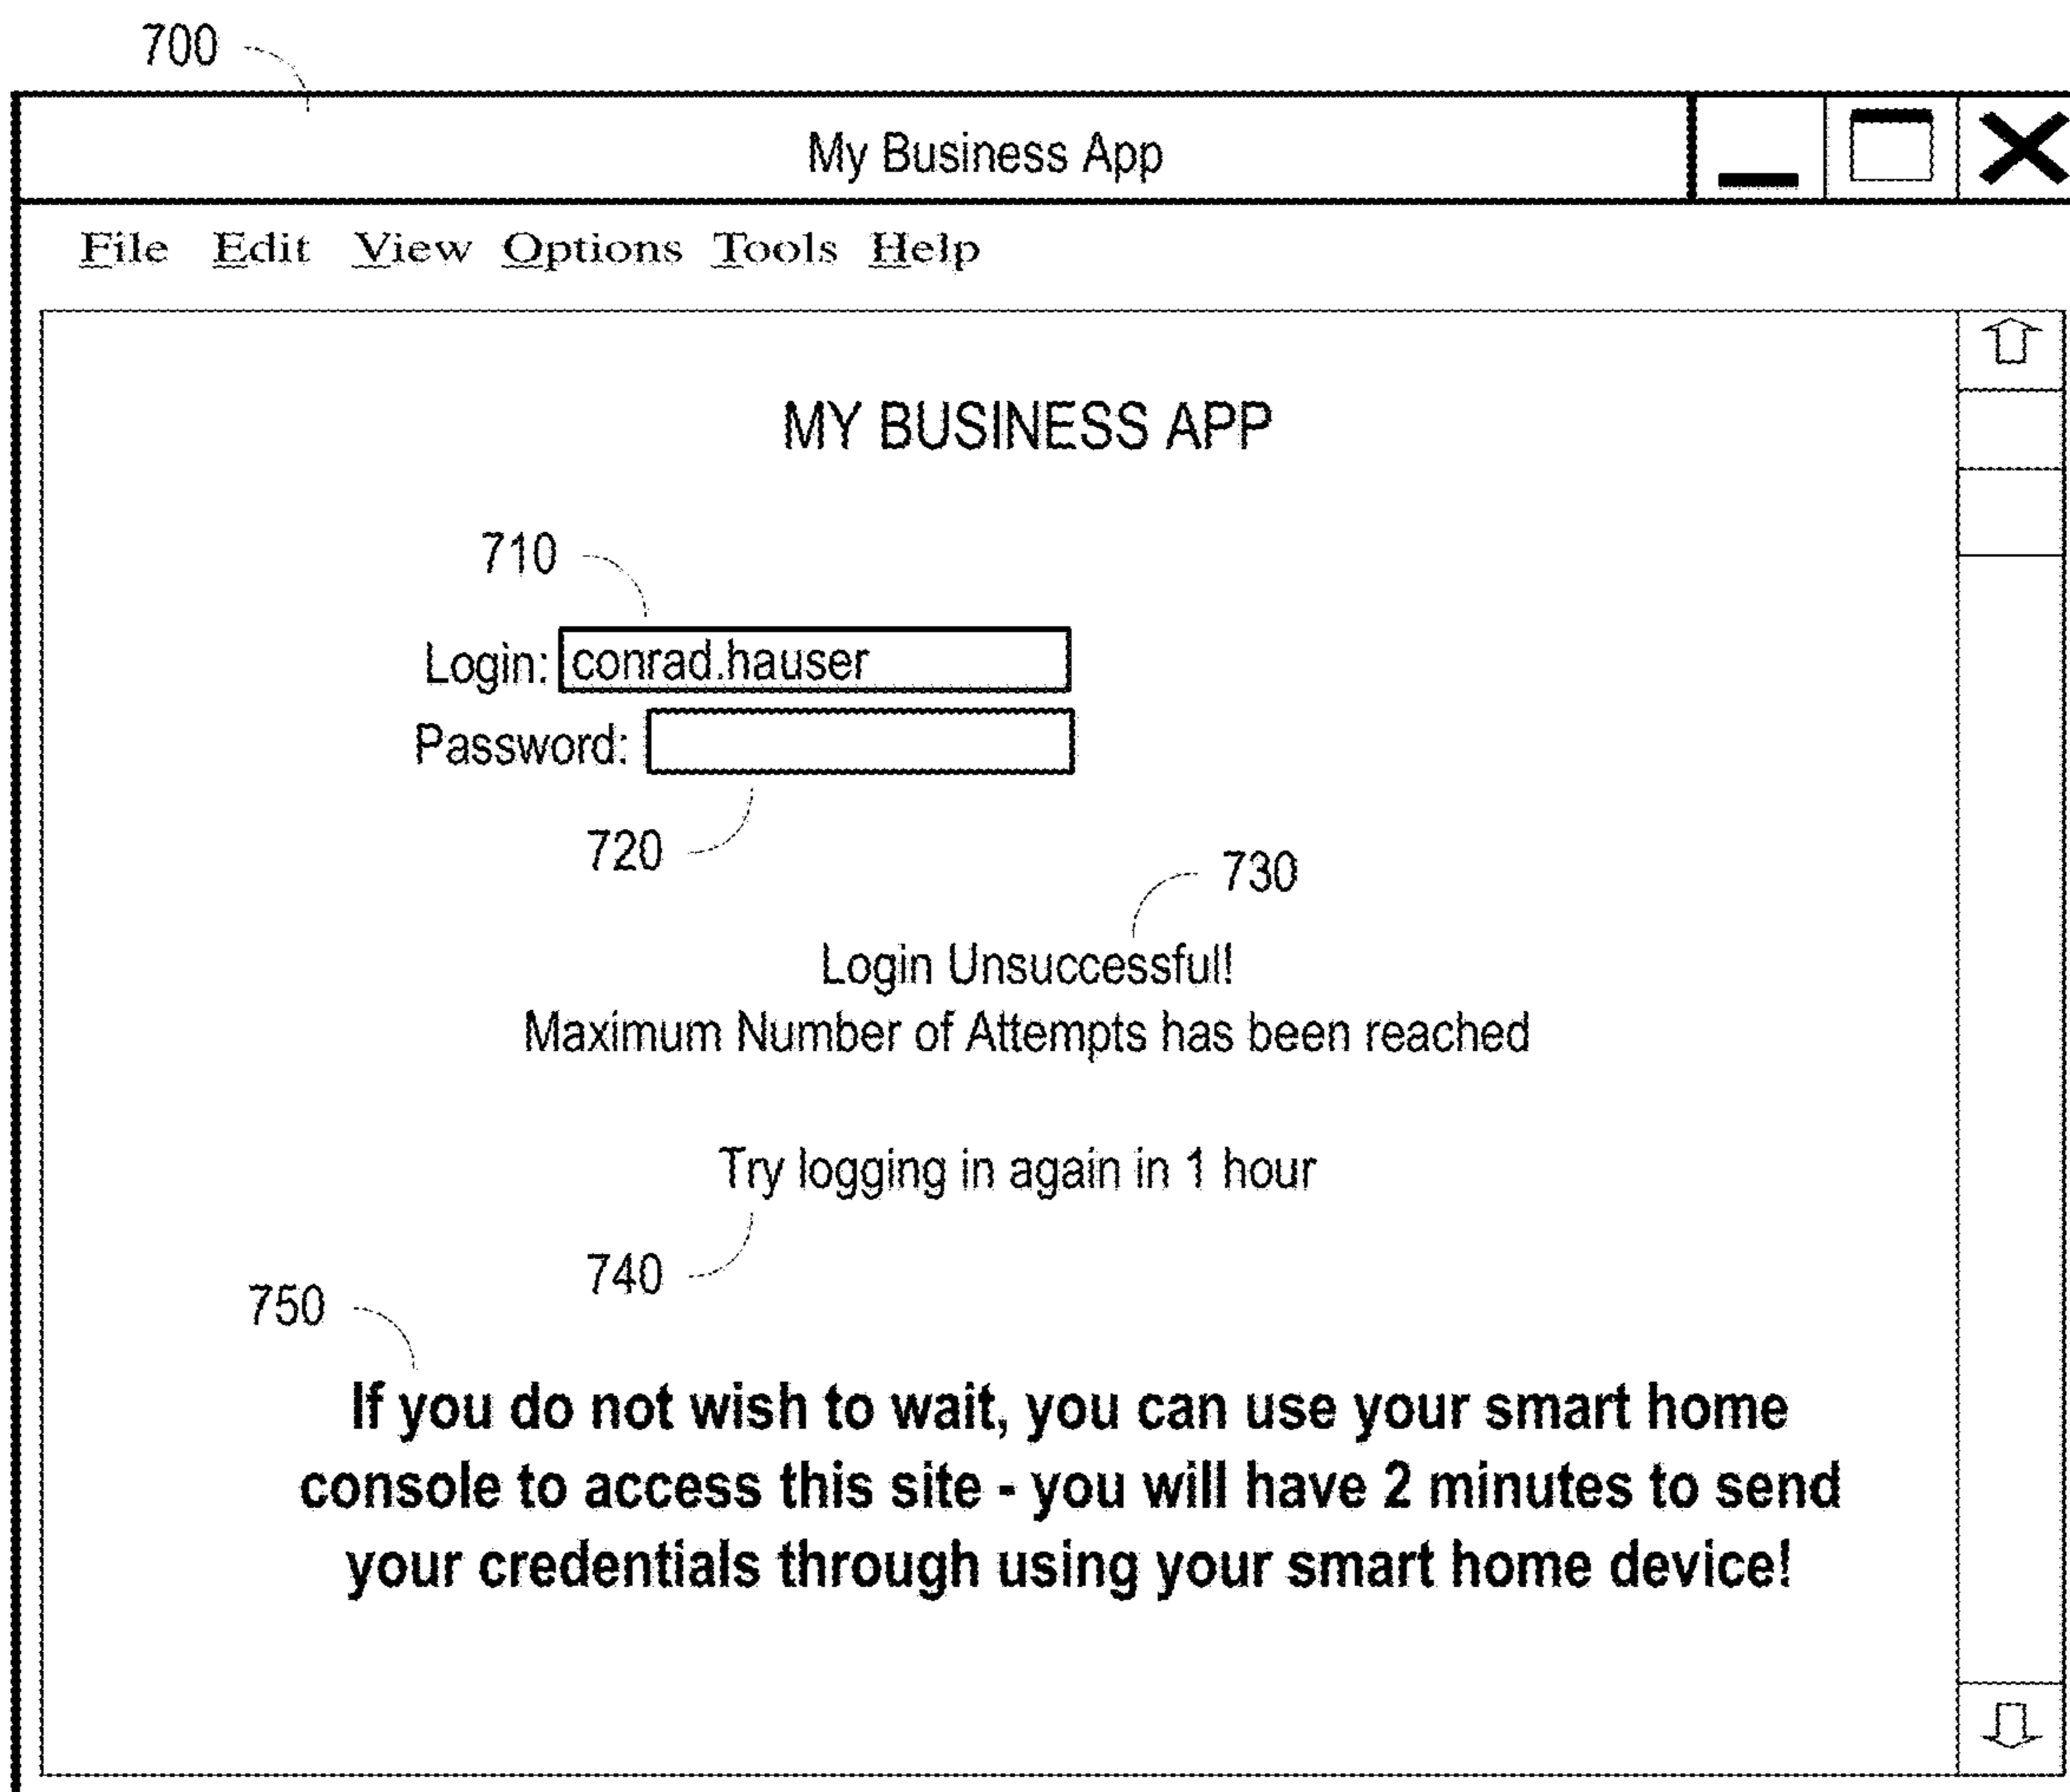 700
My Business App
File Edit View Options Tools Help
MY BUSINESS APP
710
Login: conrad.hauser
Password:
720
730
Login Unsuccessful!
Maximum Number of Attempts has been reached
Try logging in again in 1 hour
740
750
If you do not wish to wait, you can use your smart home
console to access this site - you will have 2 minutes to send
your credentials through using your smart home device!